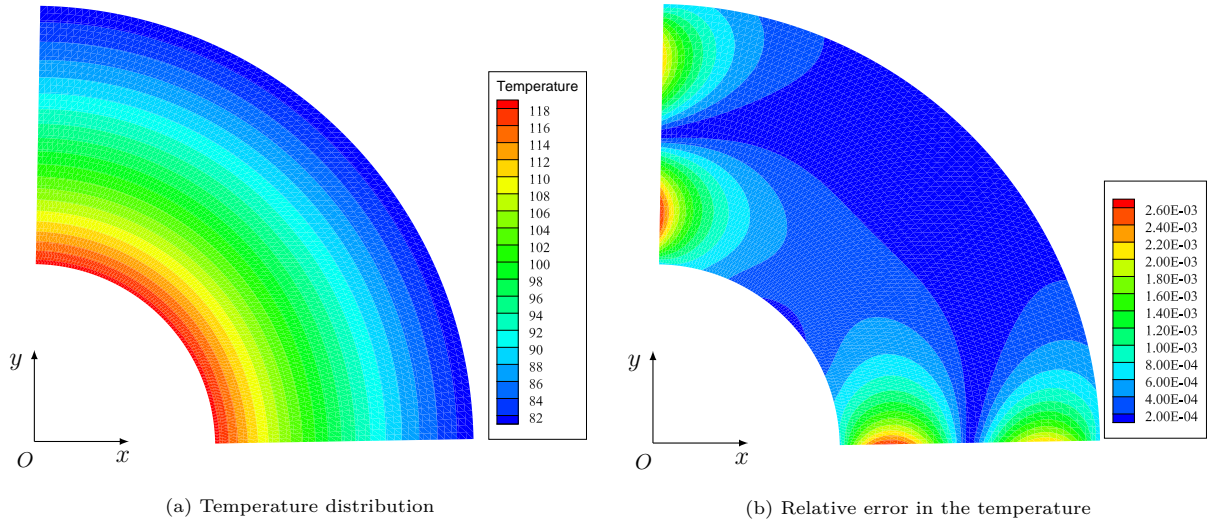 Temperature
118
116
114
112
110
108
106
104
102
100
98
96
94
92
90
88
86
84
82
y
O
x
(a) Temperature distribution
2.60E-03
2.40E-03
2.20E-03
2.00E-03
1.80E-03
1.60E-03
1.40E-03
1.20E-03
1.00E-03
8.00E-04
6.00E-04
4.00E-04
2.00E-04
y
O
x
(b) Relative error in the temperature